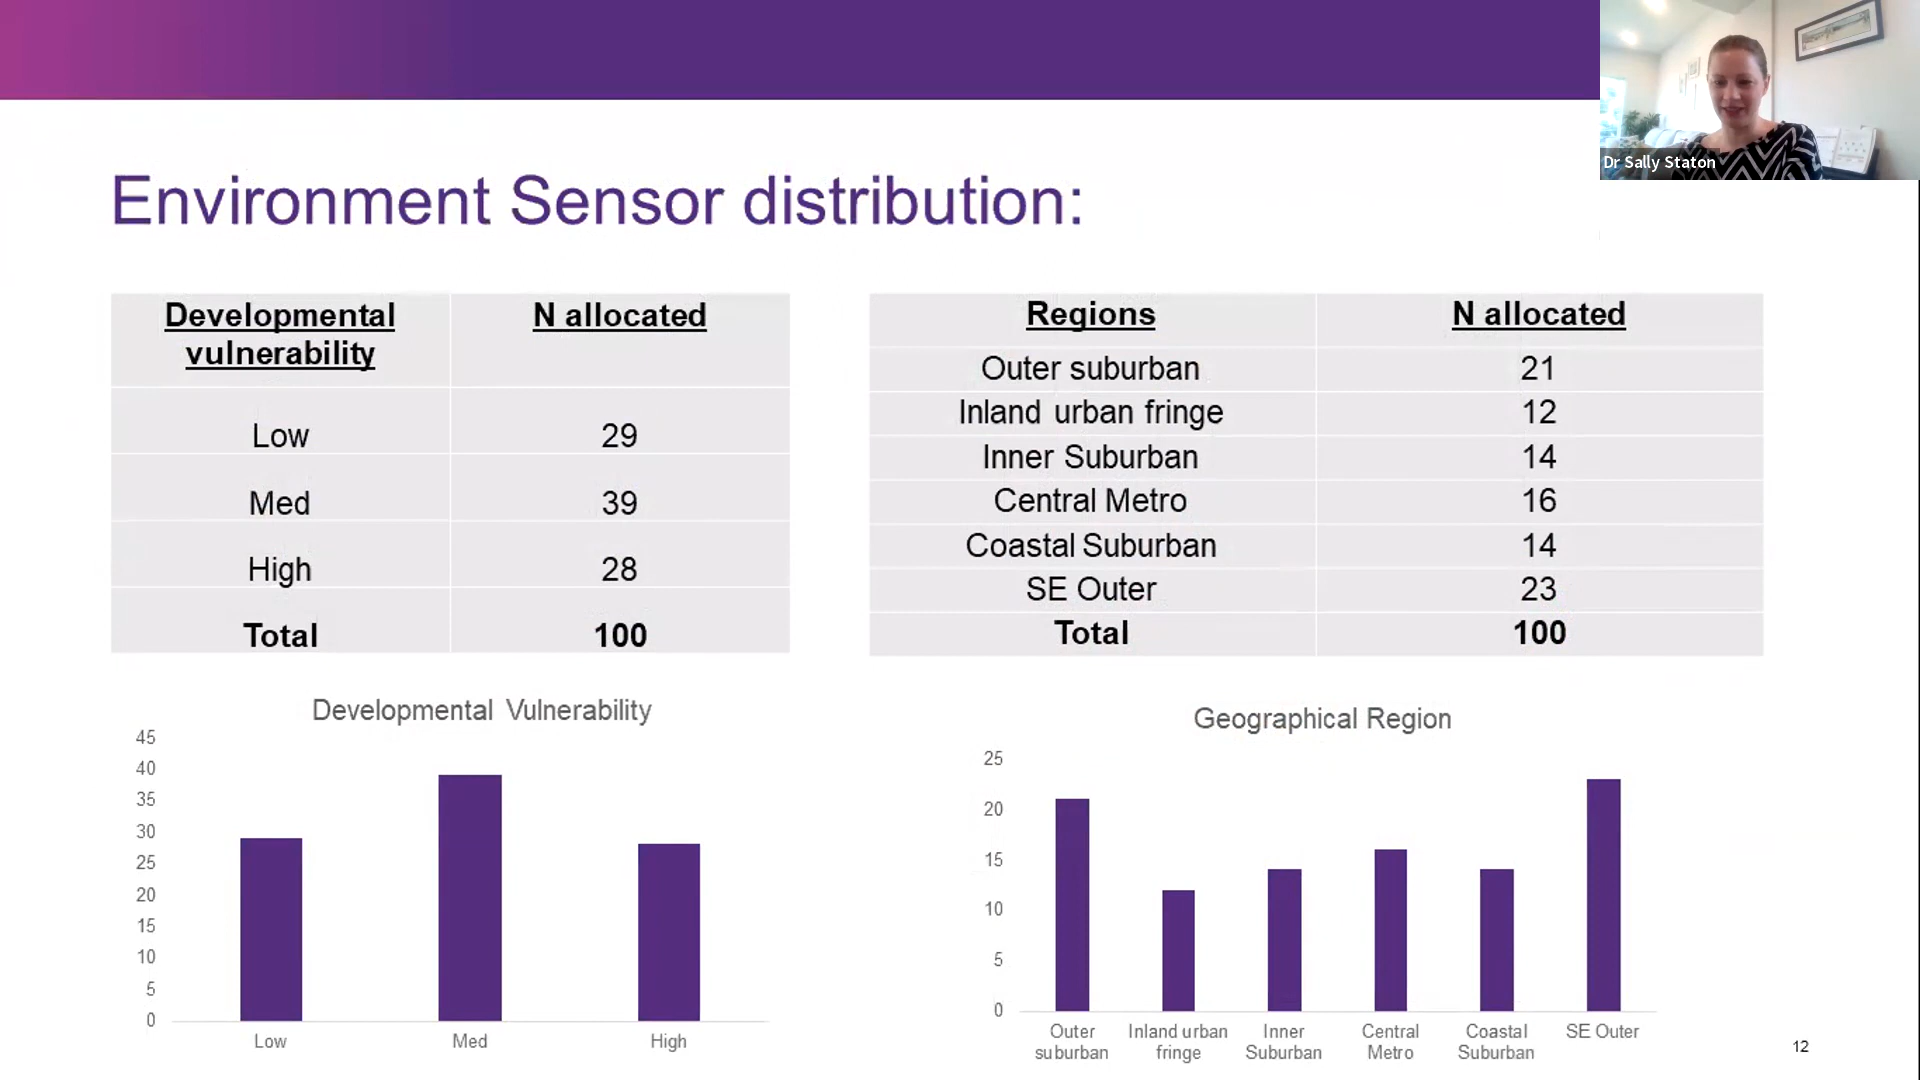 Dr Sally Staton
Environment Sensor distribution:
Developmental vulnerability N allocated
Low 29
Med 39
High 28
Total 100
Regions N allocated
Outer suburban 21
Inland urban fringe 12
Inner Suburban 14
Central Metro 16
Coastal Suburban 14
SE Outer 23
Total 100
Developmental Vulnerability
45
40
35
30
25
20
15
10
5
0
Low Med High
Geographical Region
25
20
15
10
5
0
Outer suburban Inland urban fringe Inner Suburban Central Metro Coastal Suburban SE Outer
12